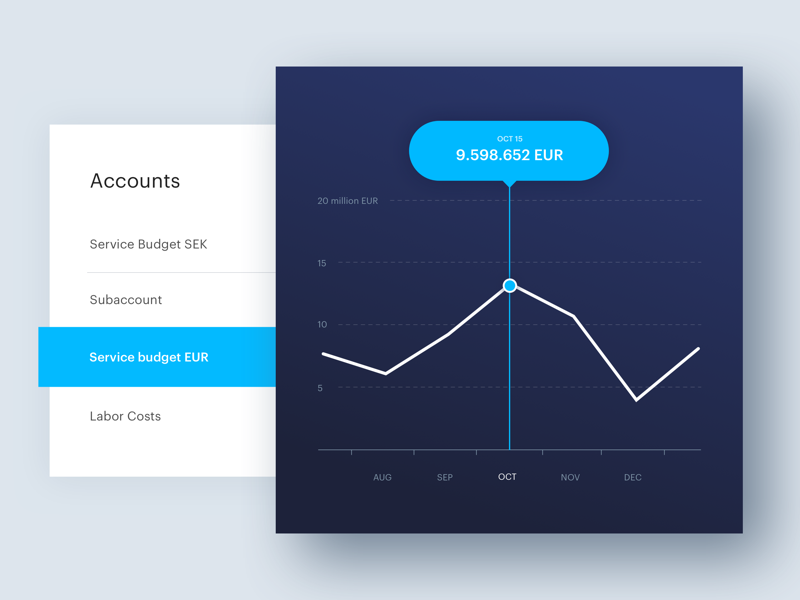 Accounts
Service Budget SEK
Subaccount
Service budget EUR
Labor Costs
OCT 15
9.598.652 EUR
20 million EUR
15
10
5
AUG SEP OCT NOV DEC